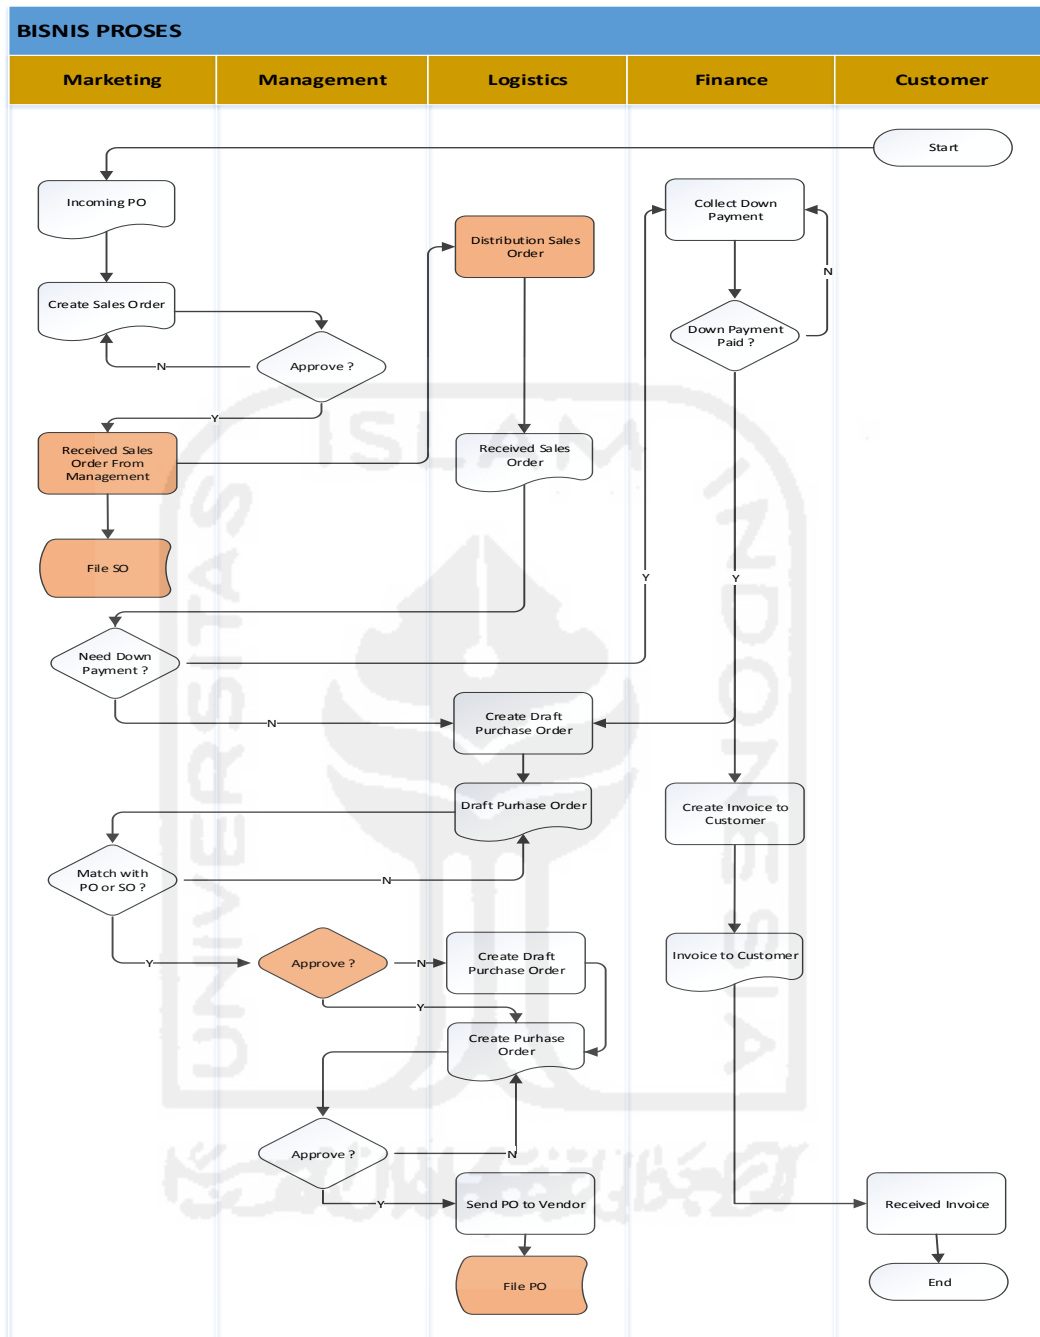 BISNIS PROSES
Marketing
Management
Logistics
Finance
Customer
Start
Incoming PO
Collect Down
Payment
Distribution Sales
Order
N
Create Sales Order
Down Payment
Paid ?
Approve ?
N
Y
Received Sales
Order From
Management
Received Sales
Order
ISLAM
UNIVERSITAS
INDONESIA
File SO
Y
Y
Need Down
Payment ?
N
Create Draft
Purchase Order
Draft Purhase Order
Create Invoice to
Customer
Match with
PO or SO ?
N
Y
Approve ?
N
Create Draft
Purchase Order
Invoice to Customer
Y
Create Purhase
Order
Approve ?
N
Y
Send PO to Vendor
Received Invoice
File PO
End